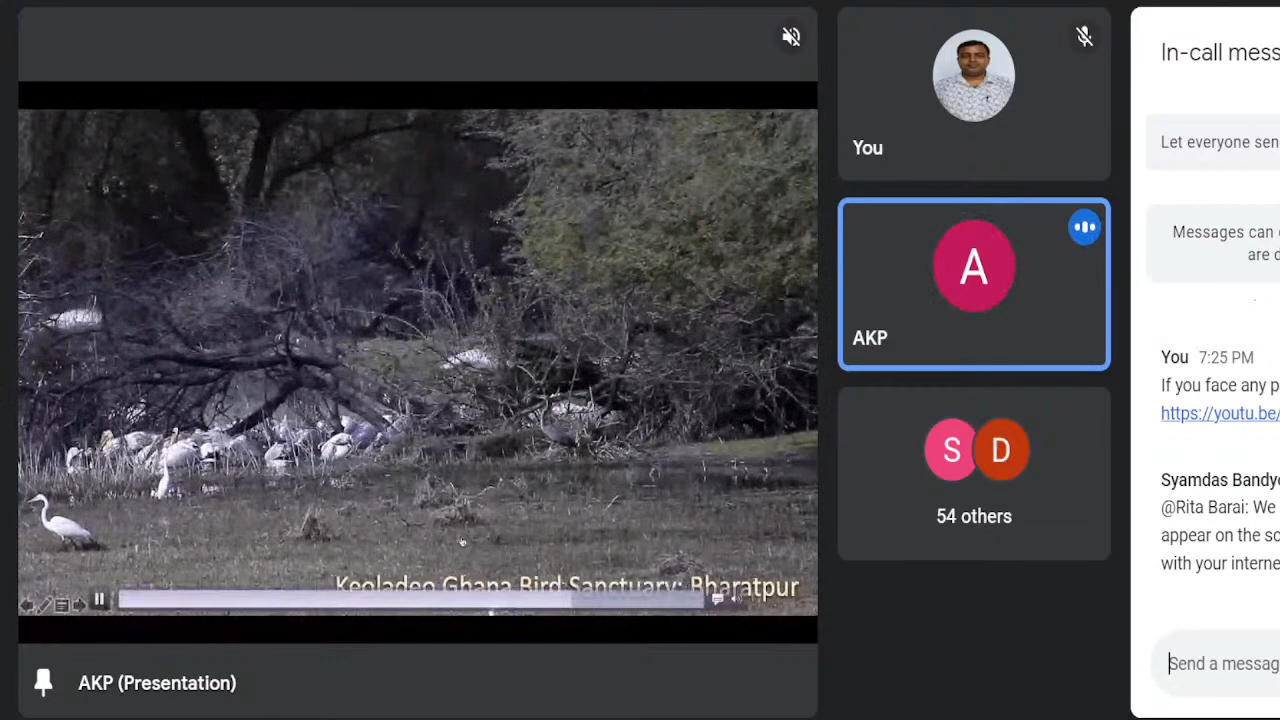 Keoladeo Ghana Bird Sanctuary: Bharatpur
AKP (Presentation)
You
A
AKP
S D
54 others
In-call mess
Let everyone sen
Messages can
are d
You 7:25 PM
If you face any p
https://youtu.be/
Syamdas Bandyo
@Rita Barai: We
appear on the sc
with your interne
Send a messag